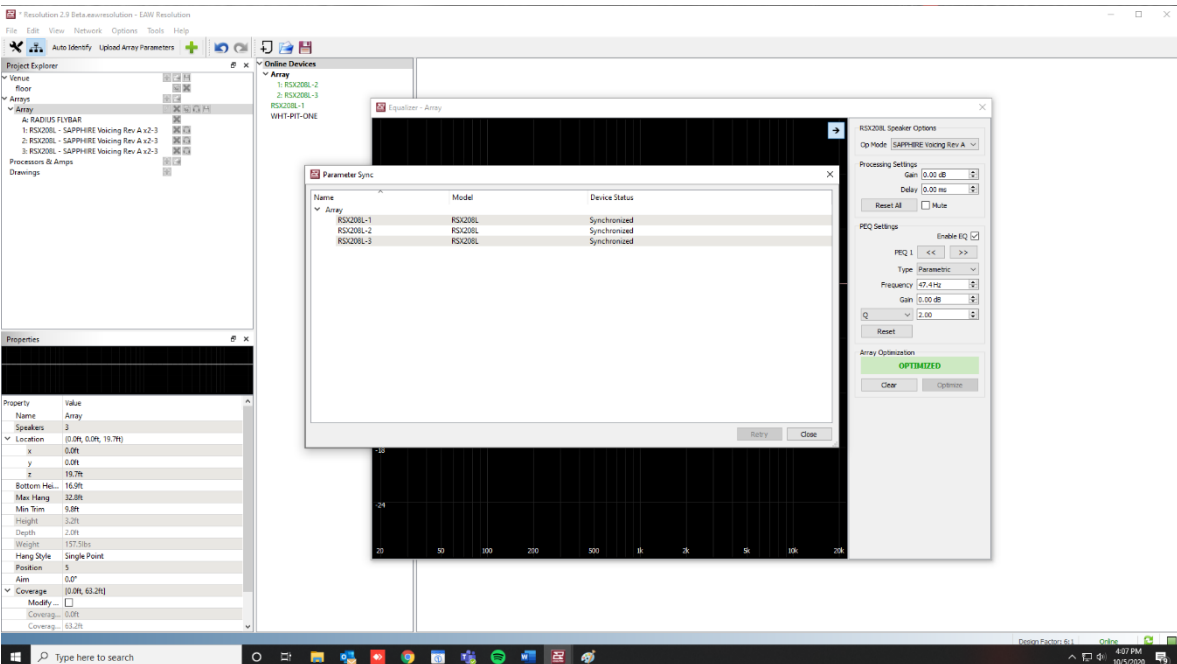 * Resolution 2.9 Beta.eawresolution - EAW Resolution
File Edit View Network Options Tools Help
Auto Identify Upload Array Parameters
Project Explorer
Venue
floor
Arrays
Array
A: RADIUS FLYBAR
1: RSX208L - SAPPHIRE Voicing Rev A x2-3
2: RSX208L - SAPPHIRE Voicing Rev A x2-3
3: RSX208L - SAPPHIRE Voicing Rev A x2-3
Processors & Amps
Drawings
Online Devices
Array
1: RSX208L-2
2: RSX208L-3
RSX208L-1
WHT-PIT-ONE
Equalizer - Array
Parameter Sync
Name Model Device Status
Array
RSX208L-1 RSX208L Synchronized
RSX208L-2 RSX208L Synchronized
RSX208L-3 RSX208L Synchronized
Retry Close
-18
-24
20 50 100 200 500 1k 2k 5k 10k 20k
RSX208L Speaker Options
Op Mode SAPPHIRE Voicing Rev A
Processing Settings
Gain 0.00 dB
Delay 0.00 ms
Reset All Mute
PEQ Settings
Enable EQ
PEQ 1 << >>
Type Parametric
Frequency 47.4 Hz
Gain 0.00 dB
Q 2.00
Reset
Array Optimization
OPTIMIZED
Clear Optimize
Properties
Property Value
Name Array
Speakers 3
Location (0.0ft, 0.0ft, 19.7ft)
x 0.0ft
y 0.0ft
z 19.7ft
Bottom Hei... 16.9ft
Max Hang 32.8ft
Min Trim 9.8ft
Height 3.2ft
Depth 2.0ft
Weight 157.5lbs
Hang Style Single Point
Position 5
Aim 0.0°
Coverage [0.0ft, 63.2ft]
Modify ...
Coverag... 0.0ft
Coverag... 63.2ft
Design Factor: 6:1 Online
Type here to search
4:07 PM
10/5/2020